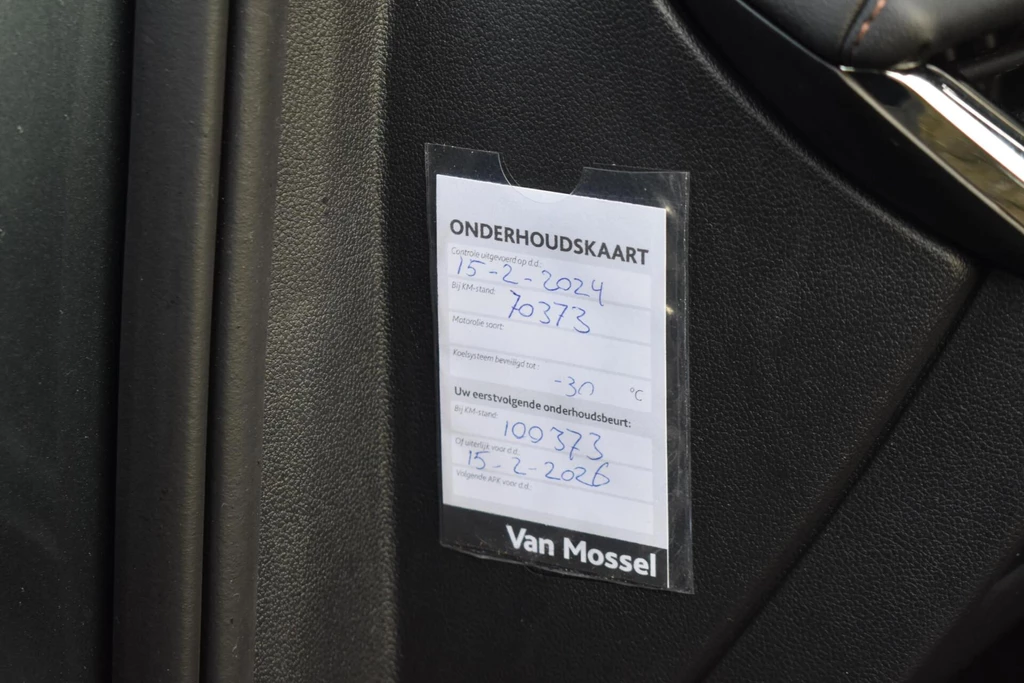 ONDERHOUDSKAART
Controle uitgevoerd op d.d.:
15-2-2024
Bij KM-stand:
70373
Motorolie soort:
Koelsysteem beveiligd tot:
-30 °C
Uw eerstvolgende onderhoudsbeurt:
Bij KM-stand:
100373
Of uiterlijk voor d.d.:
15-2-2026
Volgende APK voor d.d.:
Van Mossel